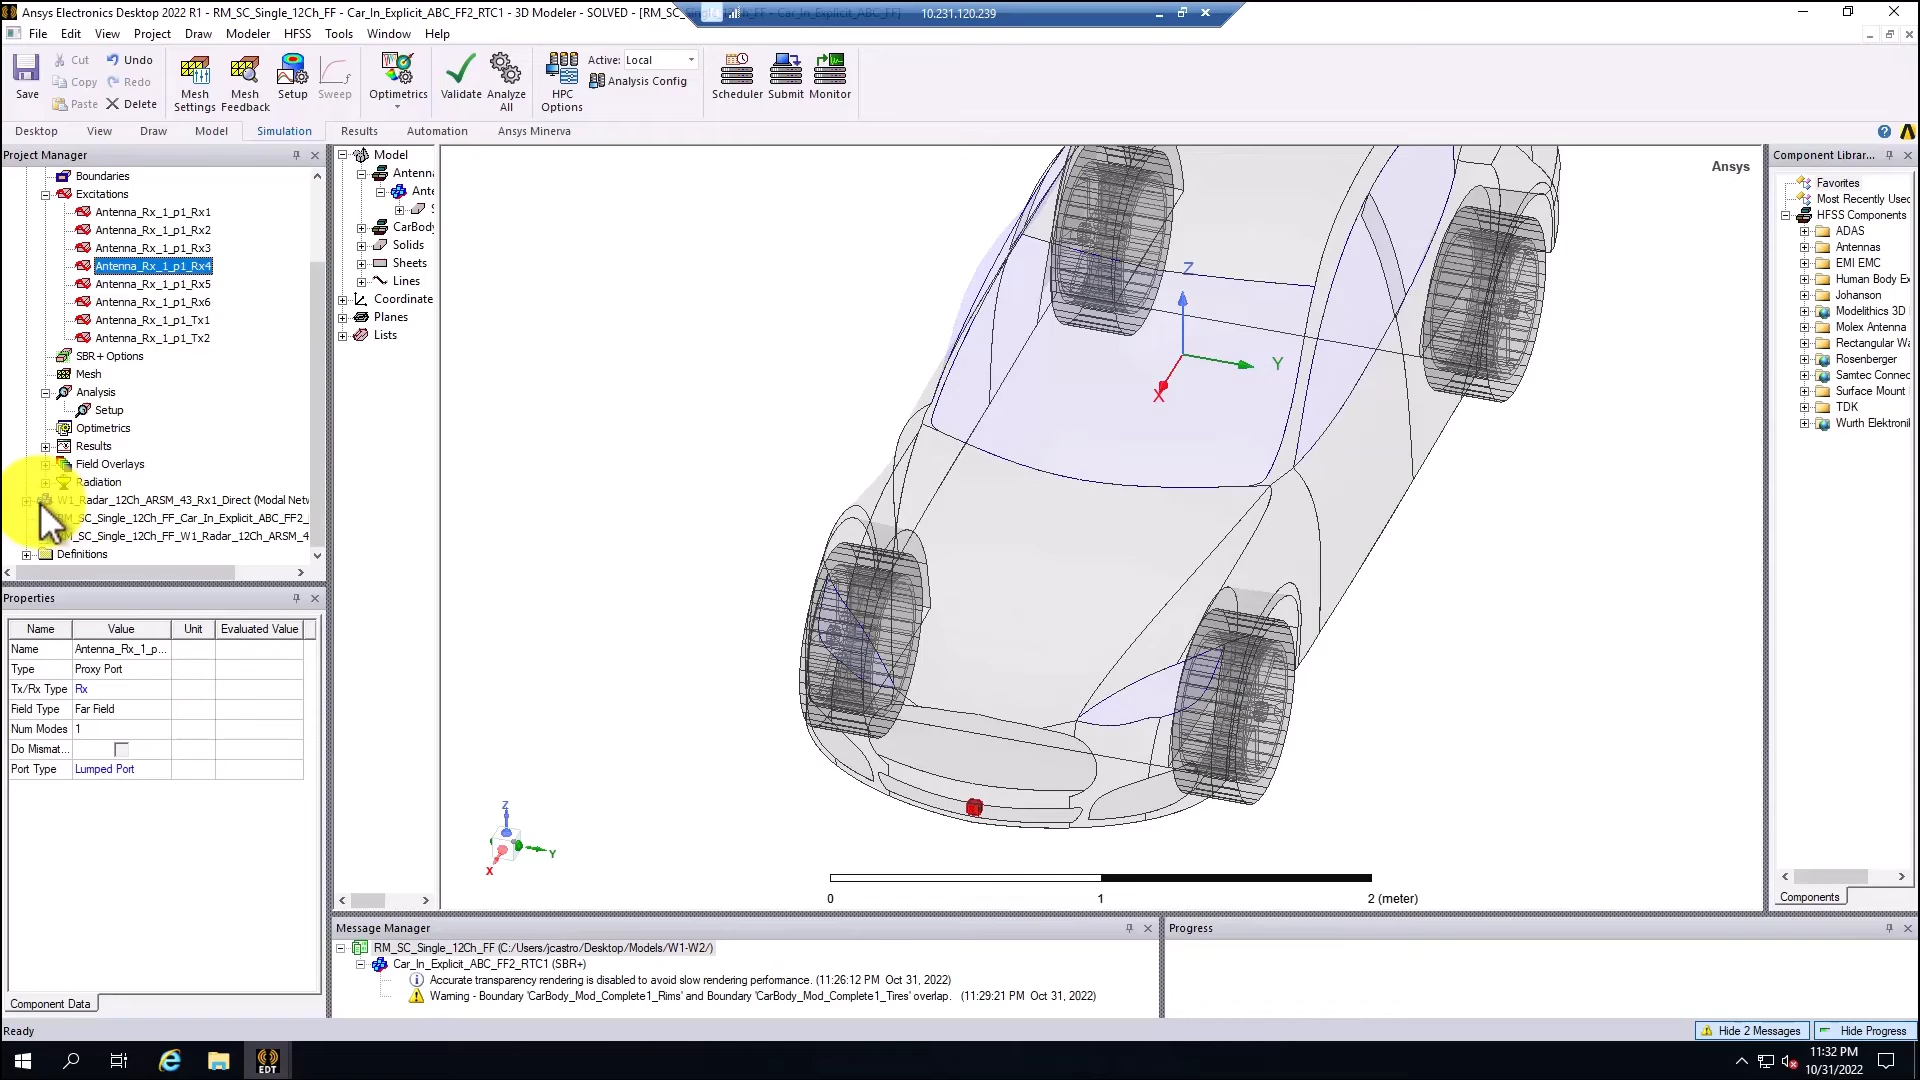 Ansys Electronics Desktop 2022 R1 - RM_SC_Single_12Ch_FF - Car_In_Explicit_ABC_FF2_RTC1 - 3D Modeler - SOLVED - [RM_SC_Single_12Ch_FF - Car_In_Explicit_ABC_FF]
10.231.120.239
File Edit View Project Draw Modeler HFSS Tools Window Help
Save
Cut
Copy
Paste
Undo
Redo
Delete
Mesh Settings
Mesh Feedback
Setup
Sweep
Optimetrics
Validate
Analyze All
HPC Options
Active: Local
Analysis Config
Scheduler
Submit
Monitor
Desktop View Draw Model Simulation Results Automation Ansys Minerva
Project Manager
Boundaries
Excitations
Antenna_Rx_1_p1_Rx1
Antenna_Rx_1_p1_Rx2
Antenna_Rx_1_p1_Rx3
Antenna_Rx_1_p1_Rx4
Antenna_Rx_1_p1_Rx5
Antenna_Rx_1_p1_Rx6
Antenna_Rx_1_p1_Tx1
Antenna_Rx_1_p1_Tx2
SBR+ Options
Mesh
Analysis
Setup
Optimetrics
Results
Field Overlays
Radiation
W1_Radar_12Ch_ARSM_43_Rx1_Direct (Modal Netw
M_SC_Single_12Ch_FF_Car_In_Explicit_ABC_FF2_
M_SC_Single_12Ch_FF_W1_Radar_12Ch_ARSM_4
Definitions
Properties
Name Value Unit Evaluated Value
Name Antenna_Rx_1_p...
Type Proxy Port
Tx/Rx Type Rx
Field Type Far Field
Num Modes 1
Do Mismat...
Port Type Lumped Port
Component Data
Model
Antenna
Ante
S
CarBody
Solids
Sheets
Lines
Coordinate
Planes
Lists
Ansys
Z
Y
X
Z
Y
X
0 1 2 (meter)
Component Librar...
Favorites
Most Recently Used
HFSS Components
ADAS
Antennas
EMI EMC
Human Body Ex
Johanson
Modelithics 3D
Molex Antenna
Rectangular Wa
Rosenberger
Samtec Connec
Surface Mount
TDK
Wurth Elektroni
Components
Message Manager
RM_SC_Single_12Ch_FF (C:/Users/jcastro/Desktop/Models/W1-W2/)
Car_In_Explicit_ABC_FF2_RTC1 (SBR+)
Accurate transparency rendering is disabled to avoid slow rendering performance. (11:26:12 PM Oct 31, 2022)
Warning - Boundary 'CarBody_Mod_Complete1_Rims' and Boundary 'CarBody_Mod_Complete1_Tires' overlap. (11:29:21 PM Oct 31, 2022)
Progress
Ready
Hide 2 Messages
Hide Progress
EDT
11:32 PM
10/31/2022